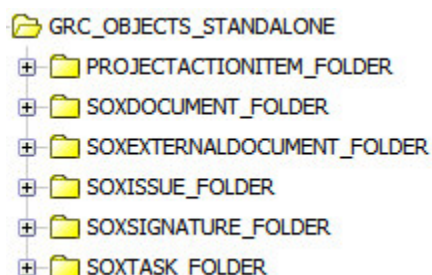 GRC_OBJECTS_STANDALONE
PROJECTACTIONITEM_FOLDER
SOXDOCUMENT_FOLDER
SOXEXTERNALDOCUMENT_FOLDER
SOXISSUE_FOLDER
SOXSIGNATURE_FOLDER
SOXTASK_FOLDER